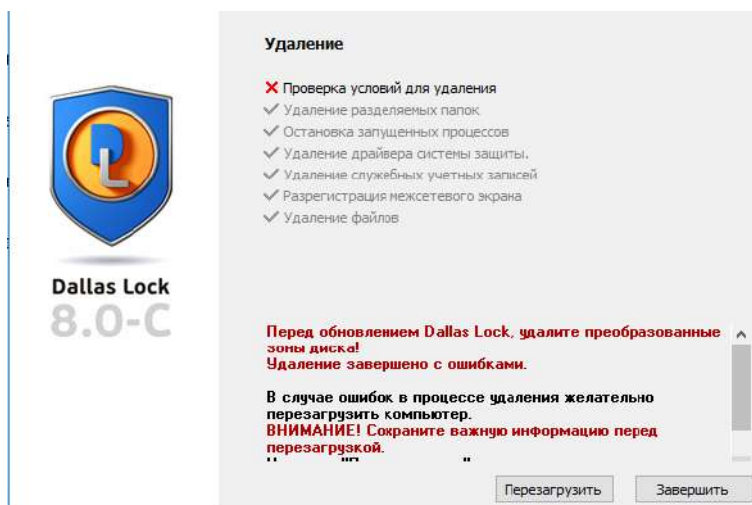 Удаление
Проверка условий для удаления
Удаление разделяемых папок
Остановка запущенных процессов
Удаление драйвера системы защиты.
Удаление служебных учетных записей
Разрегистрация межсетевого экрана
Удаление файлов
DL
Dallas Lock
8.0-C
Перед обновлением Dallas Lock, удалите преобразованные
зоны диска!
Удаление завершено с ошибками.
В случае ошибок в процессе удаления желательно
перезагрузить компьютер.
ВНИМАНИЕ! Сохраните важную информацию перед
перезагрузкой.
Перезагрузить
Завершить